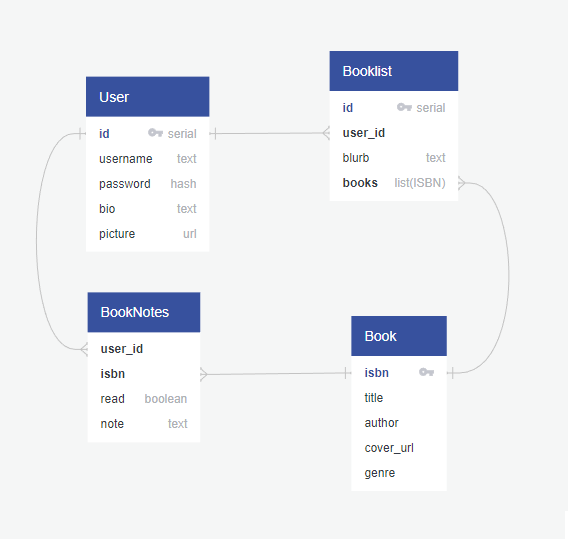 User
id serial
username text
password hash
bio text
picture url
Booklist
id serial
user_id
blurb text
books list(ISBN)
BookNotes
user_id
isbn
read boolean
note text
Book
isbn
title
author
cover_url
genre